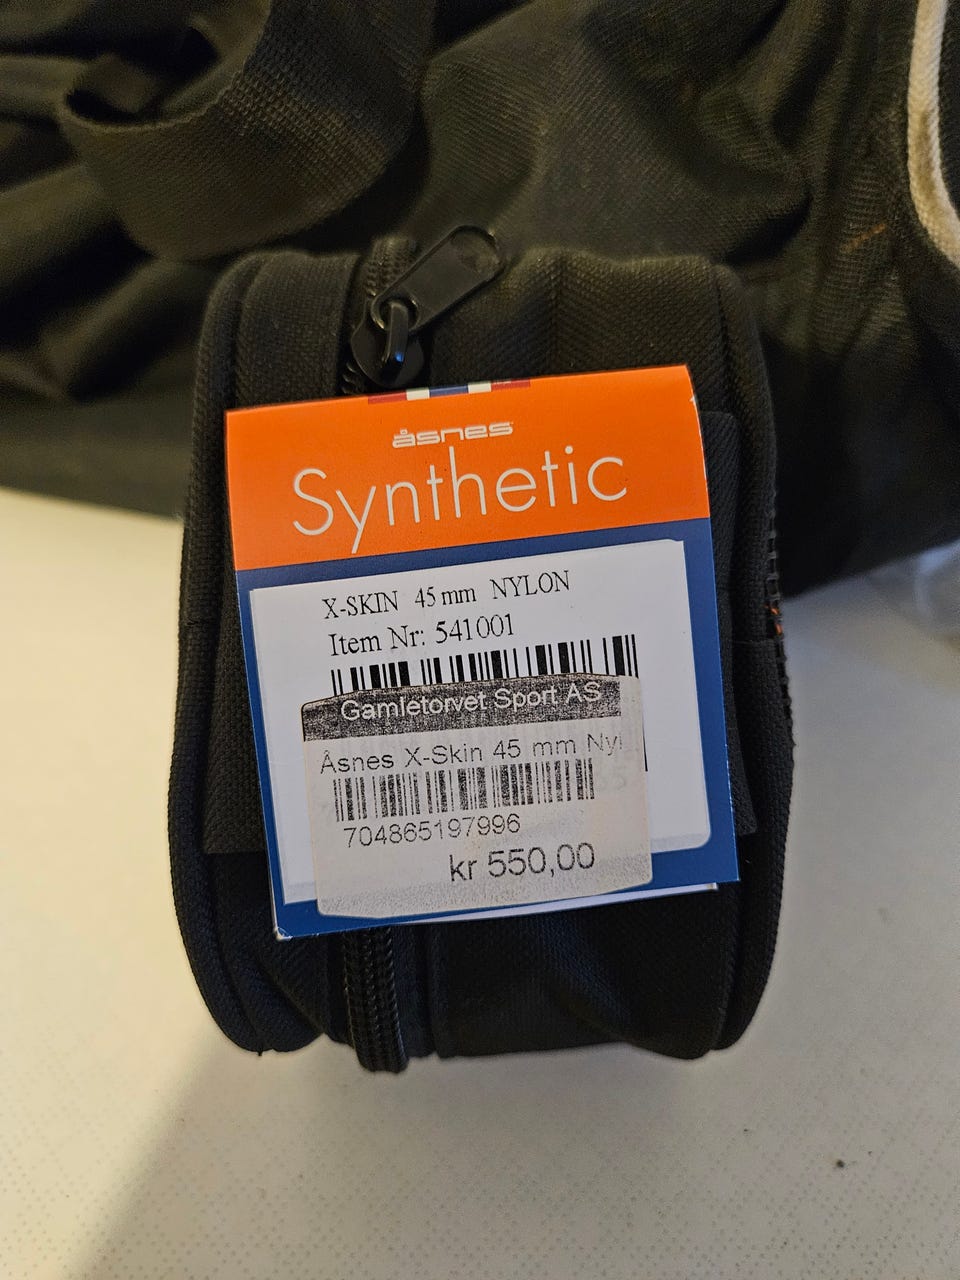 åsnes
Synthetic
X-SKIN 45 mm NYLON
Item Nr: 541001
Gamletorvet Sport AS
Åsnes X-Skin 45 mm Nyl
704865197996
kr 550,00